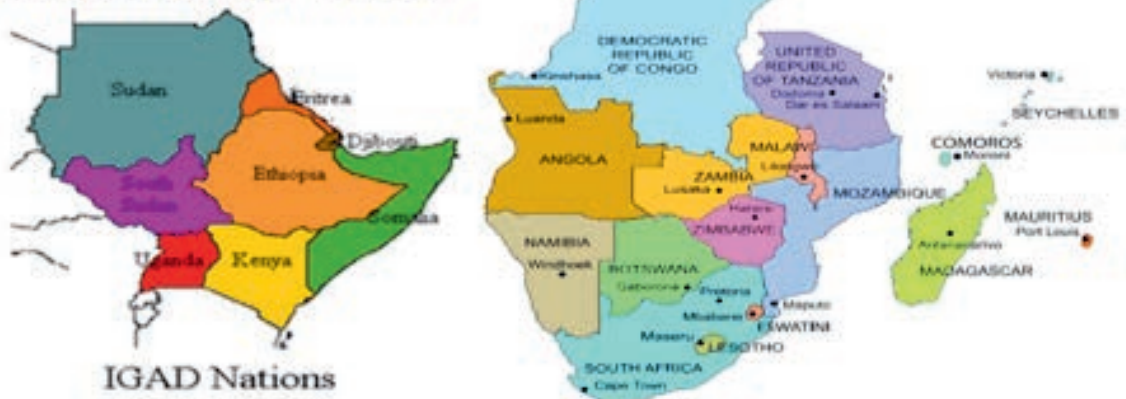 Sudan
Eritrea
Djibouti
Ethiopia
South
Sudan
Somalia
Uganda
Kenya
IGAD Nations
DEMOCRATIC
REPUBLIC
OF CONGO
Kinshasa
UNITED
REPUBLIC
OF TANZANIA
Dodoma
Dar es Salaam
Victoria
SEYCHELLES
Luanda
ANGOLA
MALAWI
Lilongwe
COMOROS
Moroni
ZAMBIA
Lusaka
MOZAMBIQUE
Harare
ZIMBABWE
MAURITIUS
Port Louis
Antananarivo
MADAGASCAR
NAMIBIA
Windhoek
BOTSWANA
Gaborone
Pretoria
Maputo
Mbabane
ESWATINI
Maseru
LESOTHO
SOUTH AFRICA
Cape Town